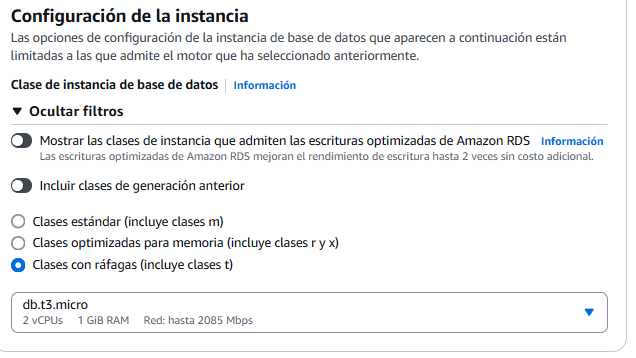 Configuración de la instancia
Las opciones de configuración de la instancia de base de datos que aparecen a continuación están
limitadas a las que admite el motor que ha seleccionado anteriormente.
Clase de instancia de base de datos | Información
Ocultar filtros
Mostrar las clases de instancia que admiten las escrituras optimizadas de Amazon RDS Información
Las escrituras optimizadas de Amazon RDS mejoran el rendimiento de escritura hasta 2 veces sin costo adicional.
Incluir clases de generación anterior
Clases estándar (incluye clases m)
Clases optimizadas para memoria (incluye clases r y x)
Clases con ráfagas (incluye clases t)
db.t3.micro
2 vCPUs 1 GiB RAM Red: hasta 2085 Mbps